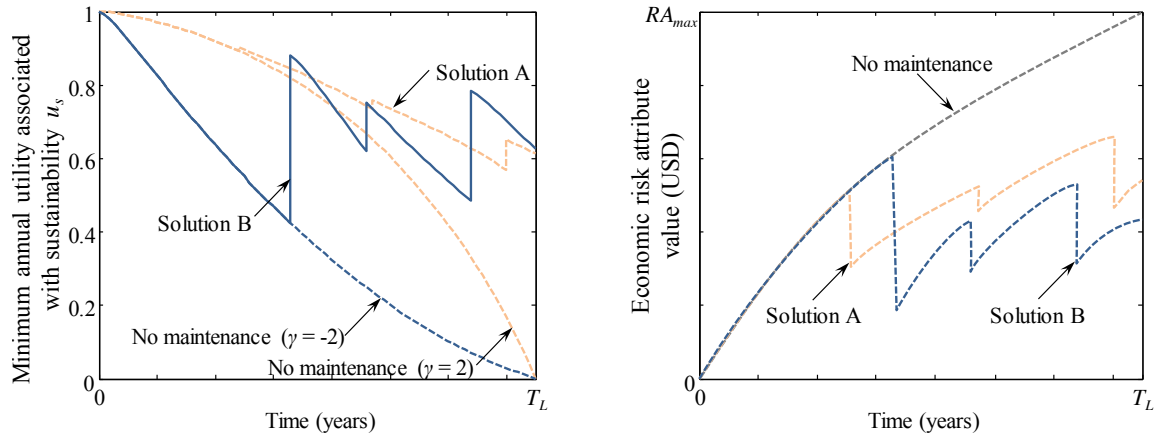 Minimum annual utility associated
with sustainability u_s
1
0.8
0.6
0.4
0.2
0
Solution A
Solution B
No maintenance (γ = -2)
No maintenance (γ = 2)
0
T_L
Time (years)
Economic risk attribute
value (USD)
RA_max
0
No maintenance
Solution A
Solution B
0
T_L
Time (years)